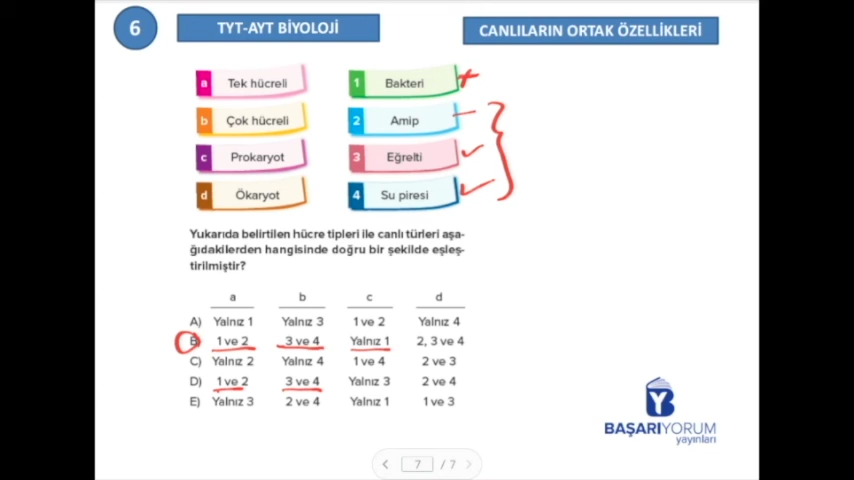 6
TYT-AYT BİYOLOJİ
CANLILARIN ORTAK ÖZELLİKLERİ
a Tek hücreli
1 Bakteri
b Çok hücreli
2 Amip
c Prokaryot
3 Eğrelti
d Ökaryot
4 Su piresi
Yukarıda belirtilen hücre tipleri ile canlı türleri aşa-
ğıdakilerden hangisinde doğru bir şekilde eşleş-
tirilmiştir?
a b c d
A) Yalnız 1 Yalnız 3 1 ve 2 Yalnız 4
B) 1 ve 2 3 ve 4 Yalnız 1 2, 3 ve 4
C) Yalnız 2 Yalnız 4 1 ve 4 2 ve 3
D) 1 ve 2 3 ve 4 Yalnız 3 2 ve 4
E) Yalnız 3 2 ve 4 Yalnız 1 1 ve 3
BAŞARIYORUM
yayınları
7 / 7